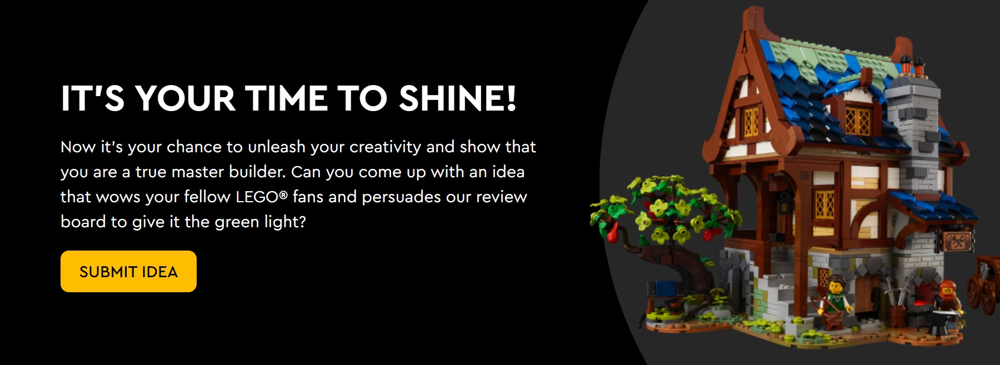 IT'S YOUR TIME TO SHINE!
Now it's your chance to unleash your creativity and show that
you are a true master builder. Can you come up with an idea
that wows your fellow LEGO® fans and persuades our review
board to give it the green light?
SUBMIT IDEA